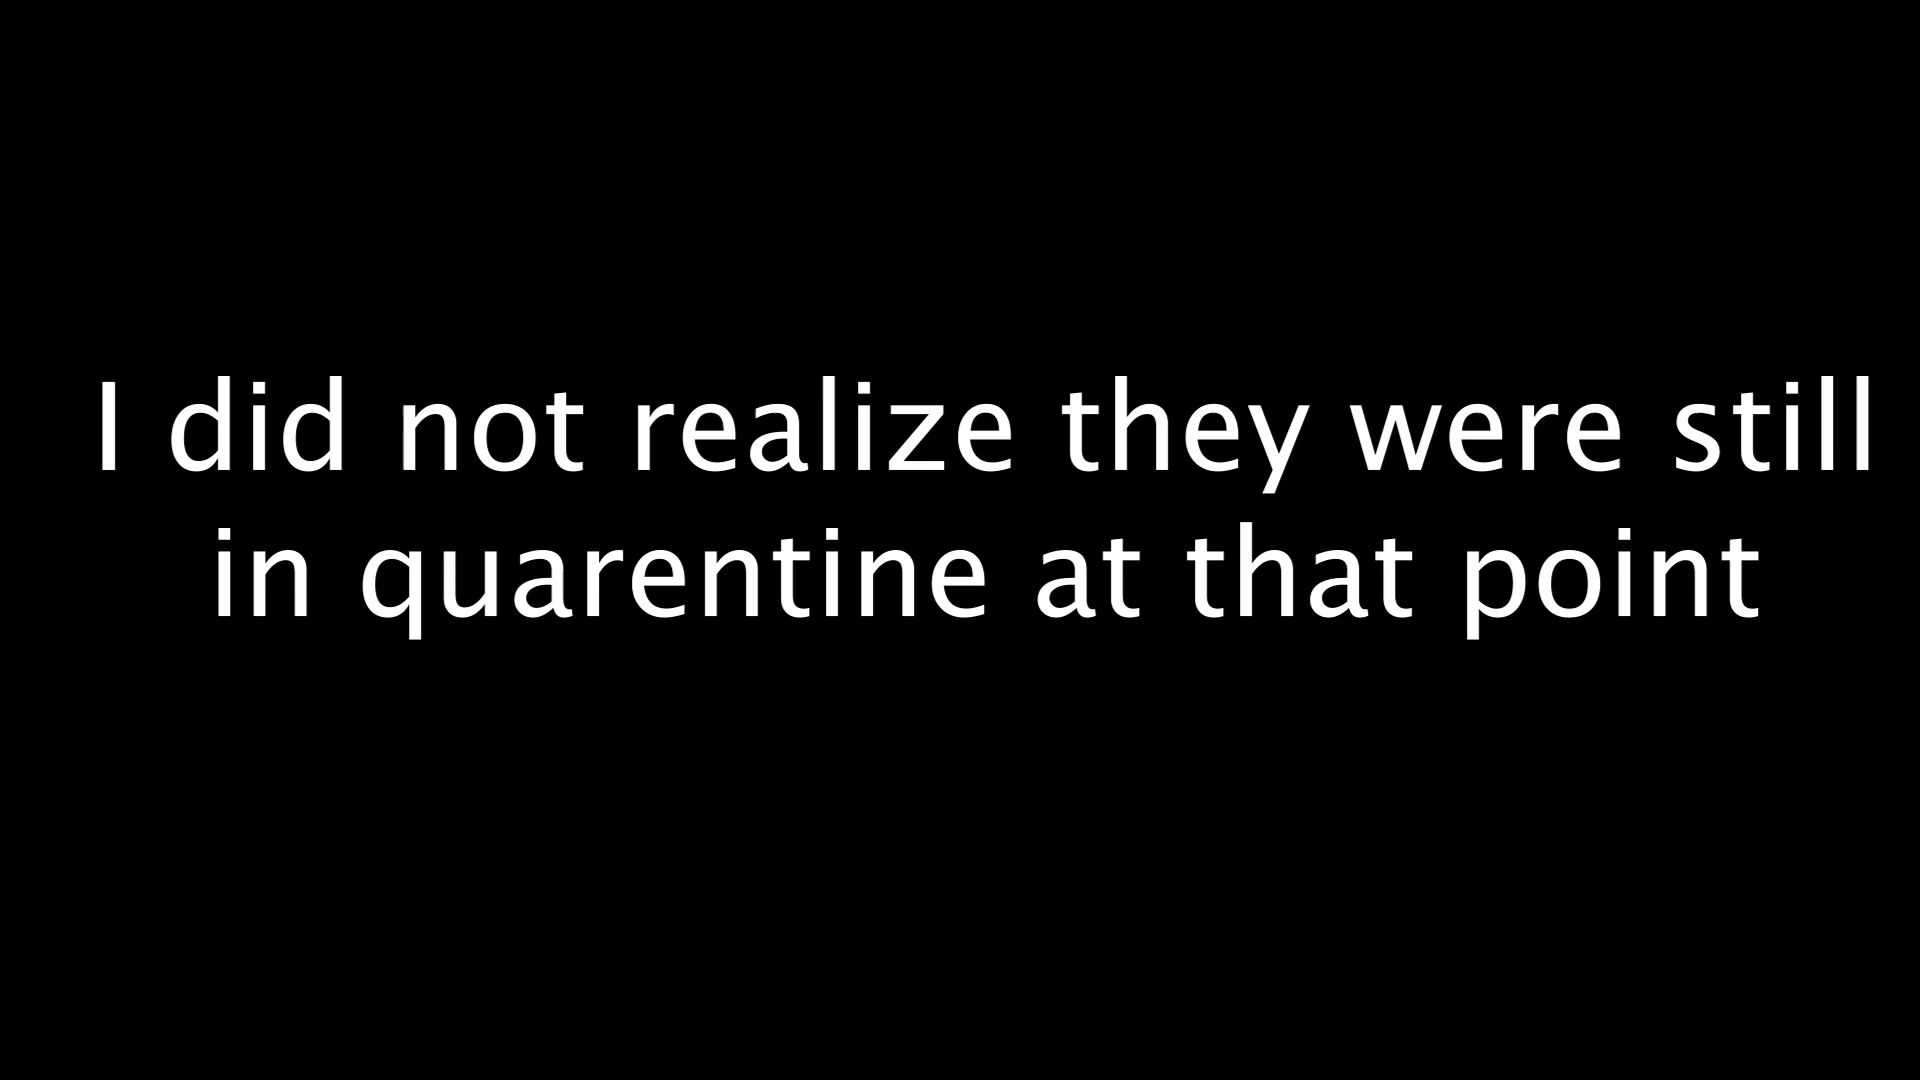 I did not realize they were still
in quarentine at that point